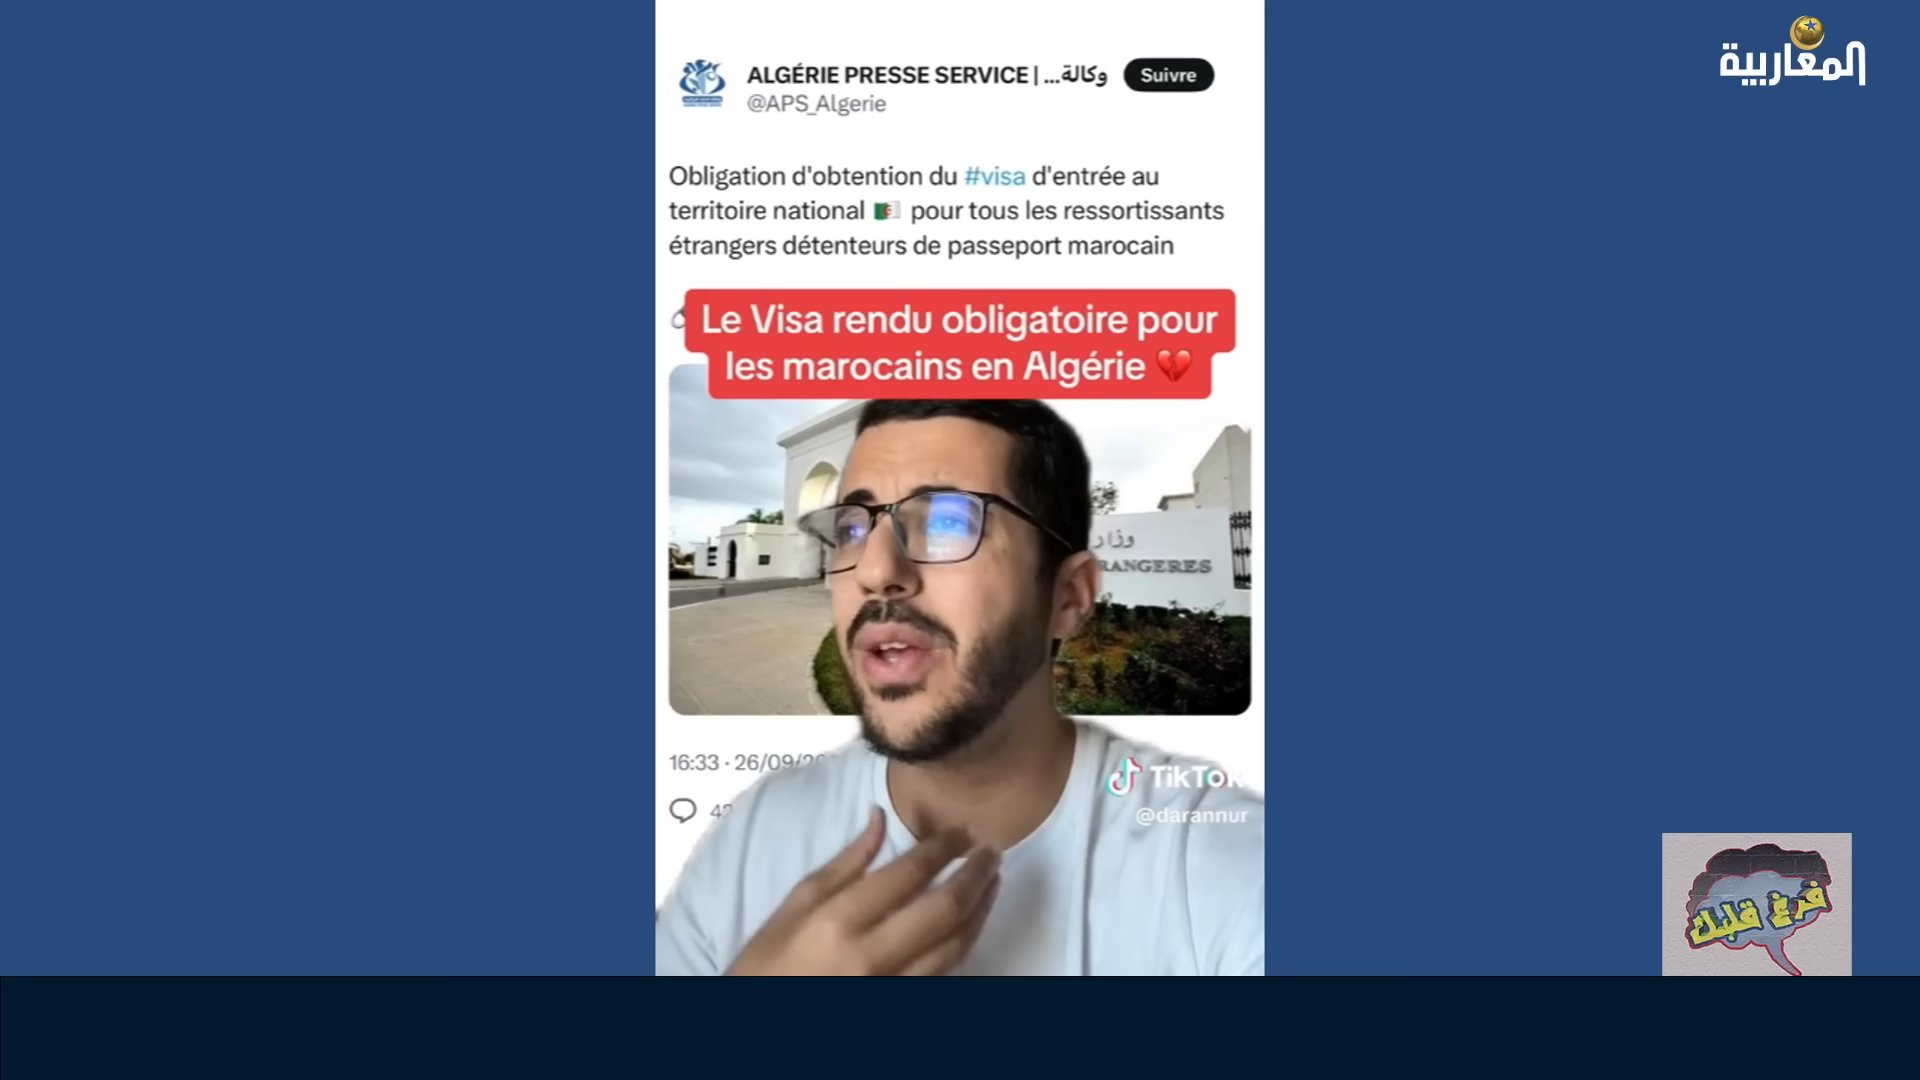 المغاربية
ALGÉRIE PRESSE SERVICE | وكالة...
Suivre
@APS_Algerie
Obligation d'obtention du #visa d'entrée au
territoire national 🇩🇿 pour tous les ressortissants
étrangers détenteurs de passeport marocain
Le Visa rendu obligatoire pour
les marocains en Algérie 💔
وزار
RANGERES
16:33 · 26/09/20
TikTok
@darannur
فرغ قلبك